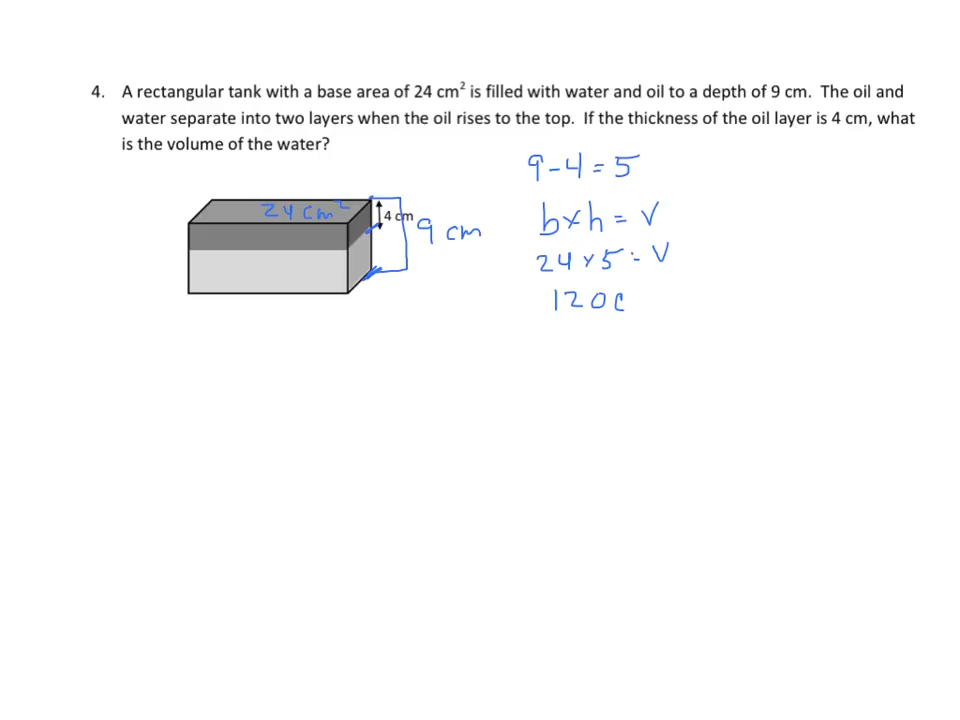 4. A rectangular tank with a base area of 24 cm² is filled with water and oil to a depth of 9 cm. The oil and
water separate into two layers when the oil rises to the top. If the thickness of the oil layer is 4 cm, what
is the volume of the water?
9-4=5
24 cm²
4 cm
9 cm
b×h=V
24×5=V
120c